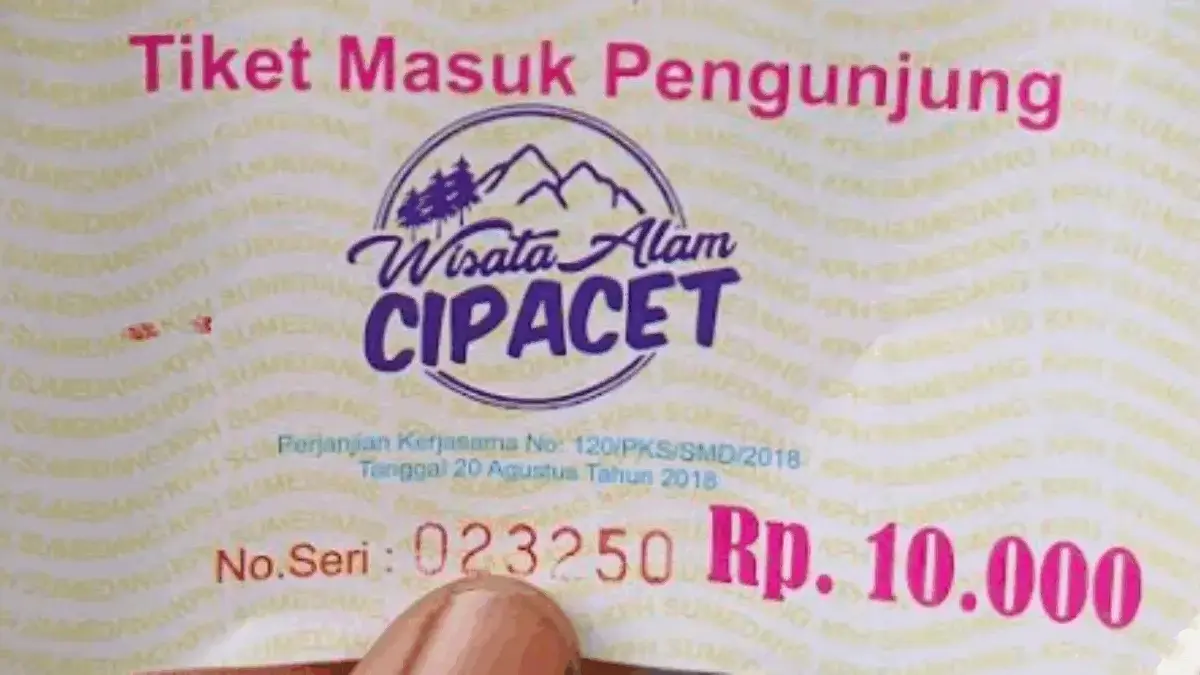 Tiket Masuk Pengunjung
Wisata Alam
CIPACET
Perjanjian Kerjasama No: 120/PKS/SMD/2018
Tanggal 20 Agustus Tahun 2018
No.Seri : 023250 Rp. 10.000